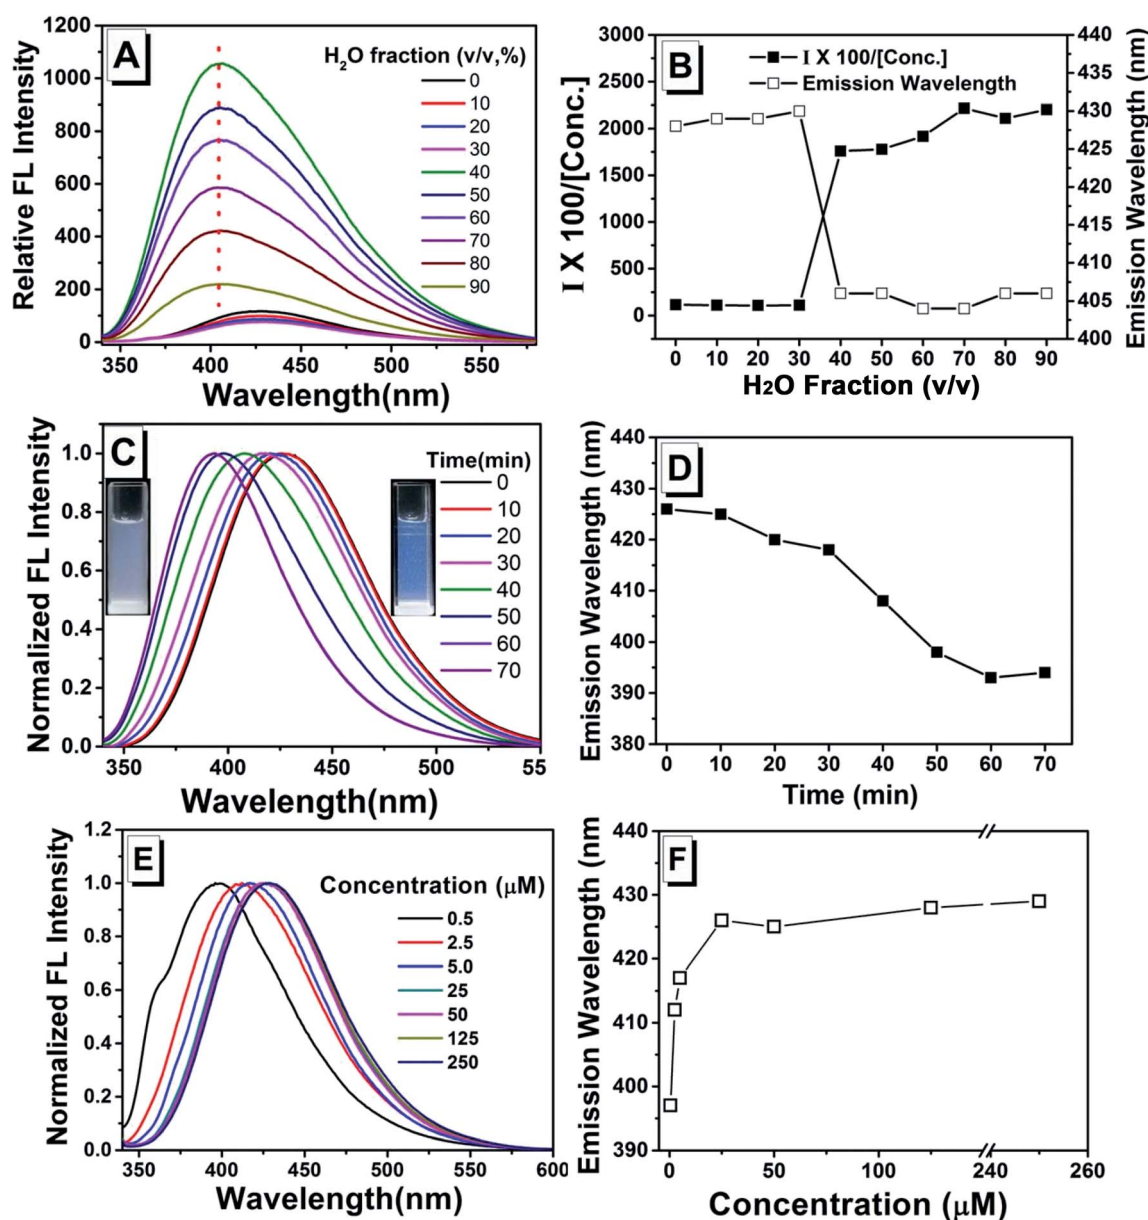 A
H₂O fraction (v/v,%)
0
10
20
30
40
50
60
70
80
90
1200
1000
800
600
400
200
0
Relative FL Intensity
350 400 450 500 550
Wavelength(nm)
B
I X 100/[Conc.]
Emission Wavelength
3000
2500
2000
1500
1000
500
0
I X 100/[Conc.]
440
435
430
425
420
415
410
405
400
Emission Wavelength (nm)
0 10 20 30 40 50 60 70 80 90
H₂O Fraction (v/v)
C
Time(min)
0
10
20
30
40
50
60
70
1.0
0.8
0.6
0.4
0.2
0.0
Normalized FL Intensity
350 400 450 500 55
Wavelength(nm)
D
440
430
420
410
400
390
380
Emission Wavelength (nm)
0 10 20 30 40 50 60 70
Time (min)
E
Concentration (μM)
0.5
2.5
5.0
25
50
125
250
1.2
1.0
0.8
0.6
0.4
0.2
0.0
Normalized FL Intensity
350 400 450 500 550 600
Wavelength(nm)
F
440
430
420
410
400
390
Emission Wavelength (nm
0 50 100 240 260
Concentration (μM)